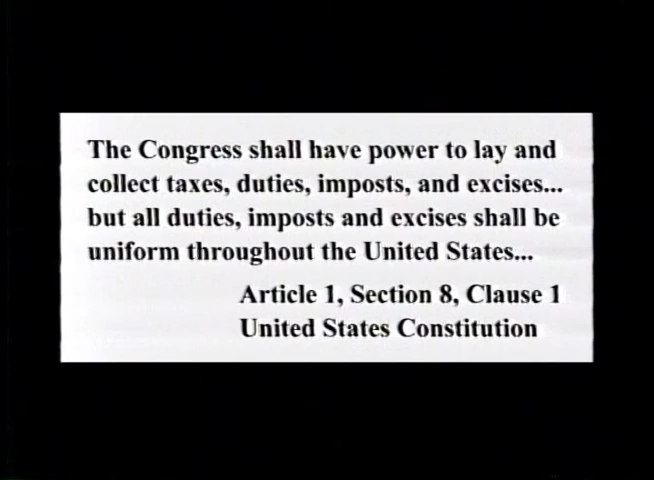 The Congress shall have power to lay and
collect taxes, duties, imposts, and excises...
but all duties, imposts and excises shall be
uniform throughout the United States...
Article 1, Section 8, Clause 1
United States Constitution